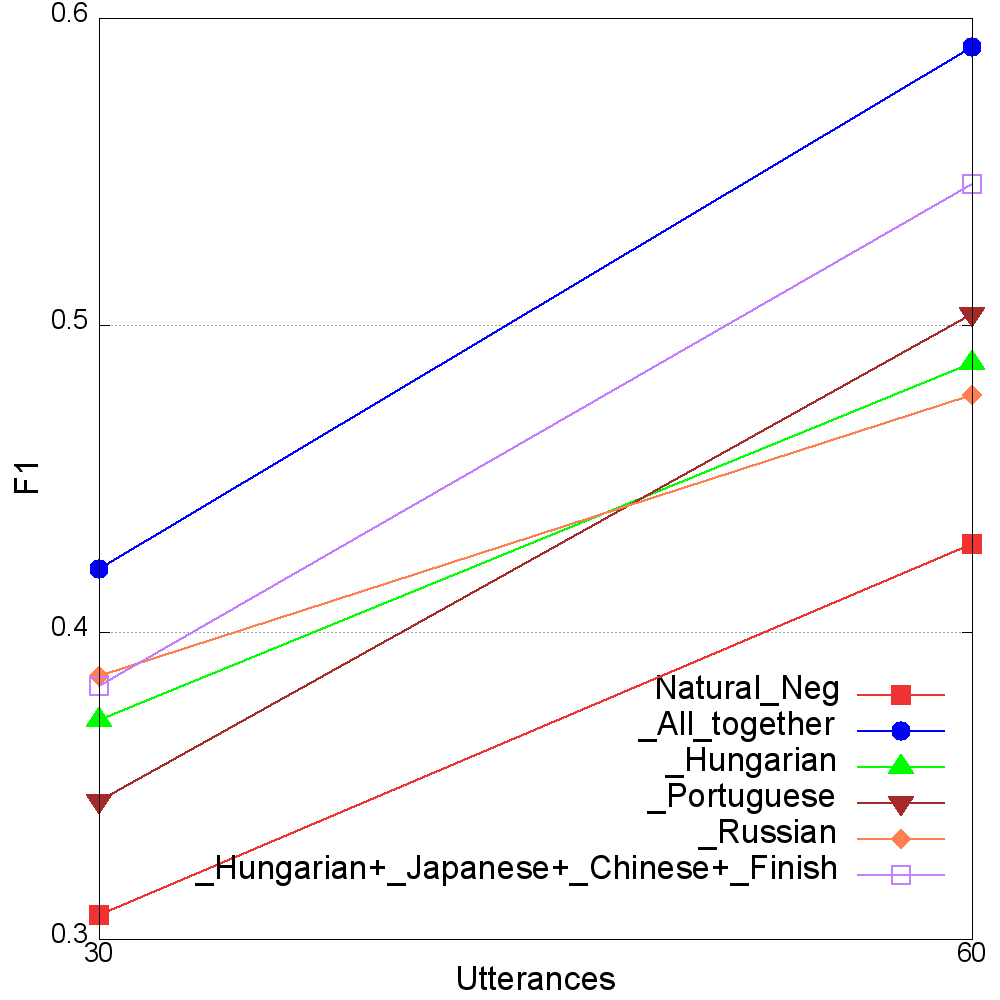 0.6
0.5
0.4
0.3
F1
Natural_Neg
_All_together
_Hungarian
_Portuguese
_Russian
_Hungarian+_Japanese+_Chinese+_Finish
30
60
Utterances